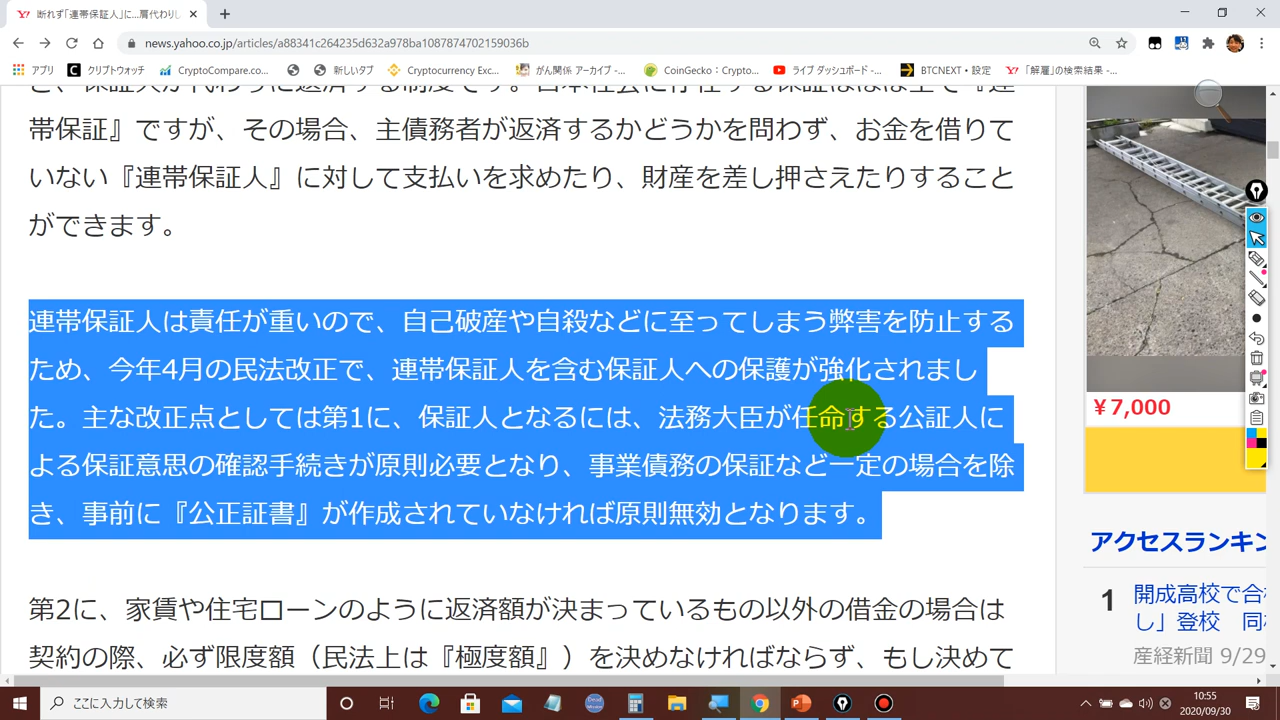 断れず「連帯保証人」に…肩代わりし
news.yahoo.co.jp/articles/a88341c264235d632a978ba1087874702159036b
アプリ
クリプトウォッチ
CryptoCompare.co...
新しいタブ
Cryptocurrency Exc...
がん関係 アーカイブ -...
CoinGecko：Crypto...
ライブ ダッシュボード -...
BTCNEXT・設定
「解雇」の検索結果 -...
帯保証』ですが、その場合、主債務者が返済するかどうかを問わず、お金を借りて
いない『連帯保証人』に対して支払いを求めたり、財産を差し押さえたりすること
ができます。
連帯保証人は責任が重いので、自己破産や自殺などに至ってしまう弊害を防止する
ため、今年4月の民法改正で、連帯保証人を含む保証人への保護が強化されまし
た。主な改正点としては第1に、保証人となるには、法務大臣が任命する公証人に
よる保証意思の確認手続きが原則必要となり、事業債務の保証など一定の場合を除
き、事前に『公正証書』が作成されていなければ原則無効となります。
第2に、家賃や住宅ローンのように返済額が決まっているもの以外の借金の場合は
契約の際、必ず限度額（民法上は『極度額』）を決めなければならず、もし決めて
￥7,000
アクセスランキン
1
開成高校で合
し」登校 同
産経新聞 9/29
ここに入力して検索
10:55
2020/09/30